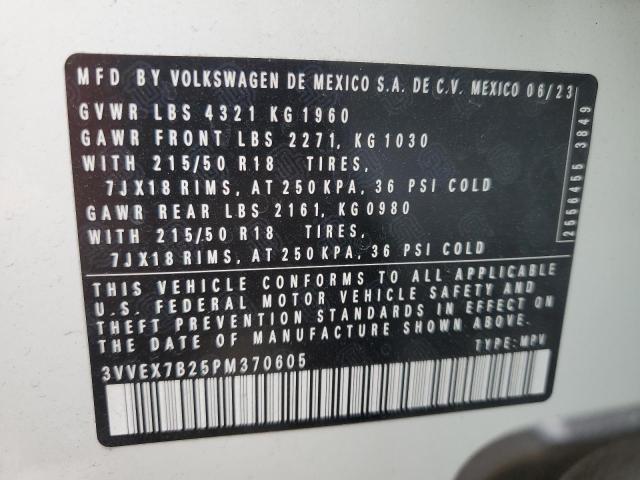 MFD BY VOLKSWAGEN DE MEXICO S.A. DE C.V. MEXICO 06/23
GVWR LBS 4321 KG 1960
GAWR FRONT LBS 2271, KG 1030
WITH 215/50 R18 TIRES,
7JX18 RIMS, AT 250 KPA, 36 PSI COLD
GAWR REAR LBS 2161, KG 0980
WITH 215/50 R18 TIRES,
7JX18 RIMS, AT 250 KPA, 36 PSI COLD
THIS VEHICLE CONFORMS TO ALL APPLICABLE
U.S. FEDERAL MOTOR VEHICLE SAFETY AND
THEFT PREVENTION STANDARDS IN EFFECT ON
THE DATE OF MANUFACTURE SHOWN ABOVE.
3VVEX7B25PM370605 TYPE: MPV
2556455 3849